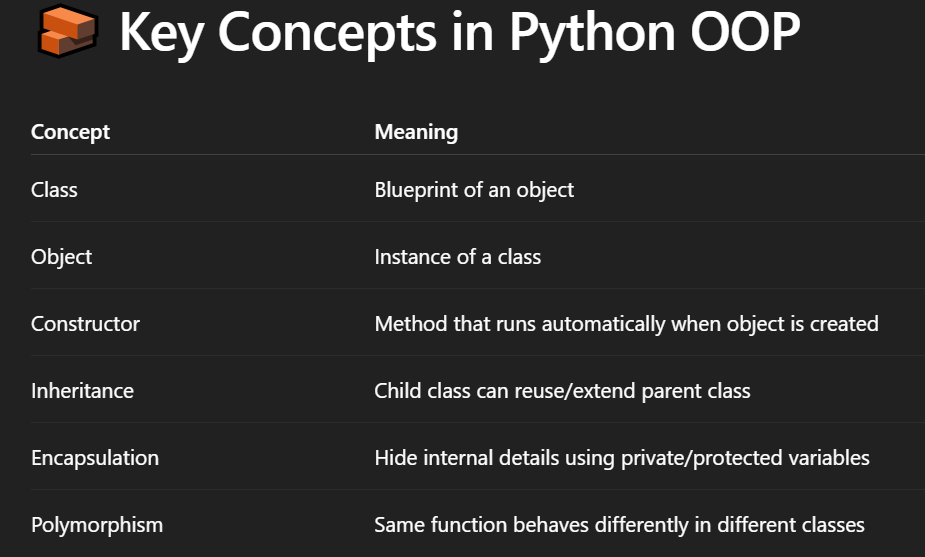 Key Concepts in Python OOP
Concept Meaning
Class Blueprint of an object
Object Instance of a class
Constructor Method that runs automatically when object is created
Inheritance Child class can reuse/extend parent class
Encapsulation Hide internal details using private/protected variables
Polymorphism Same function behaves differently in different classes